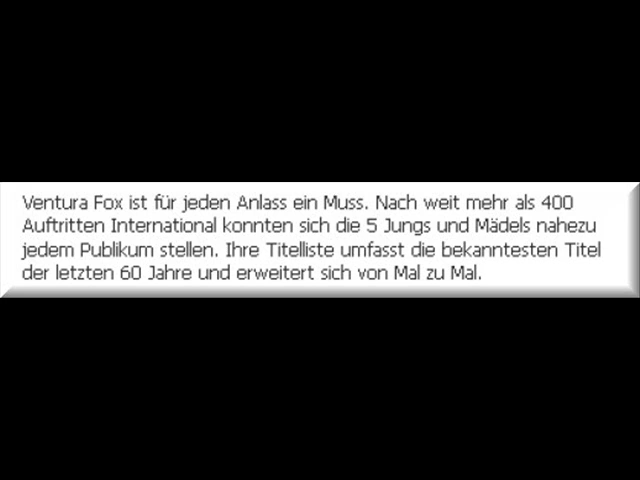 Ventura Fox ist für jeden Anlass ein Muss. Nach weit mehr als 400
Auftritten International konnten sich die 5 Jungs und Mädels nahezu
jedem Publikum stellen. Ihre Titelliste umfasst die bekanntesten Titel
der letzten 60 Jahre und erweitert sich von Mal zu Mal.